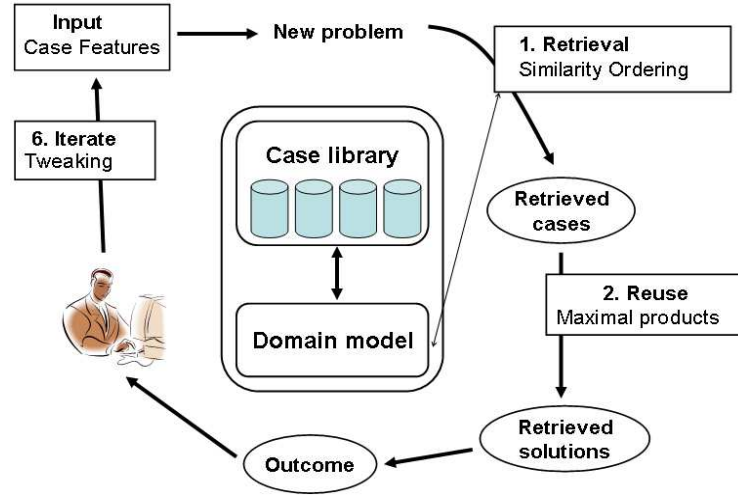 Input
Case Features
New problem
1. Retrieval
Similarity Ordering
6. Iterate
Tweaking
Case library
Retrieved
cases
2. Reuse
Maximal products
Domain model
Retrieved
solutions
Outcome